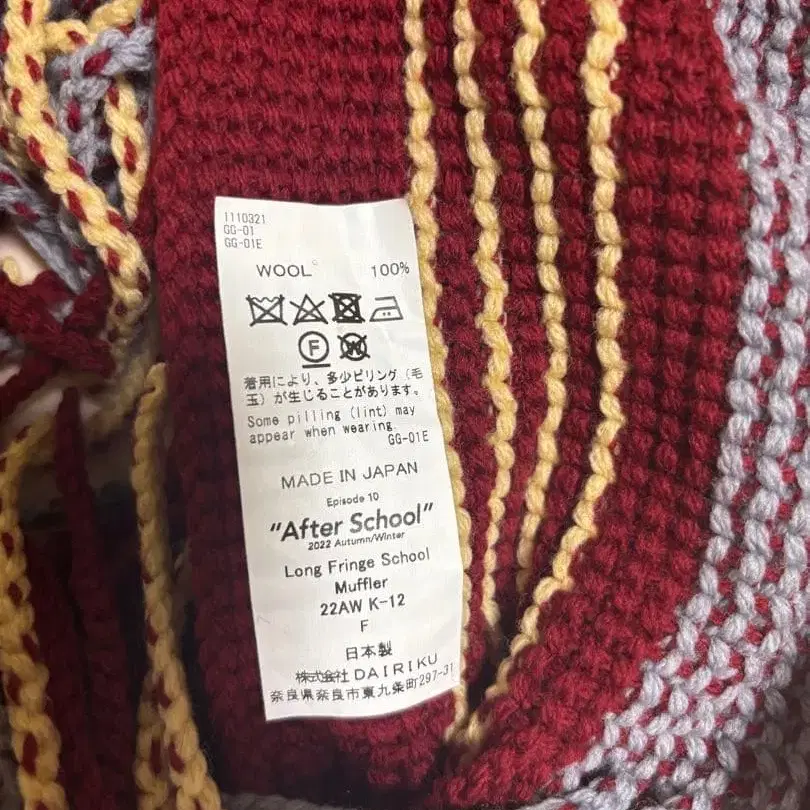 1110321
GG-01
GG-01E
WOOL 100%
F W
着用により、多少ピリング（毛
玉）が生じることがあります。
Some pilling (lint) may
appear when wearing.
GG-01E
MADE IN JAPAN
Episode 10
"After School"
2022 Autumn/Winter
Long Fringe School
Muffler
22AW K-12
F
日本製
株式会社 DAIRIKU
奈良県奈良市東九条町297-31